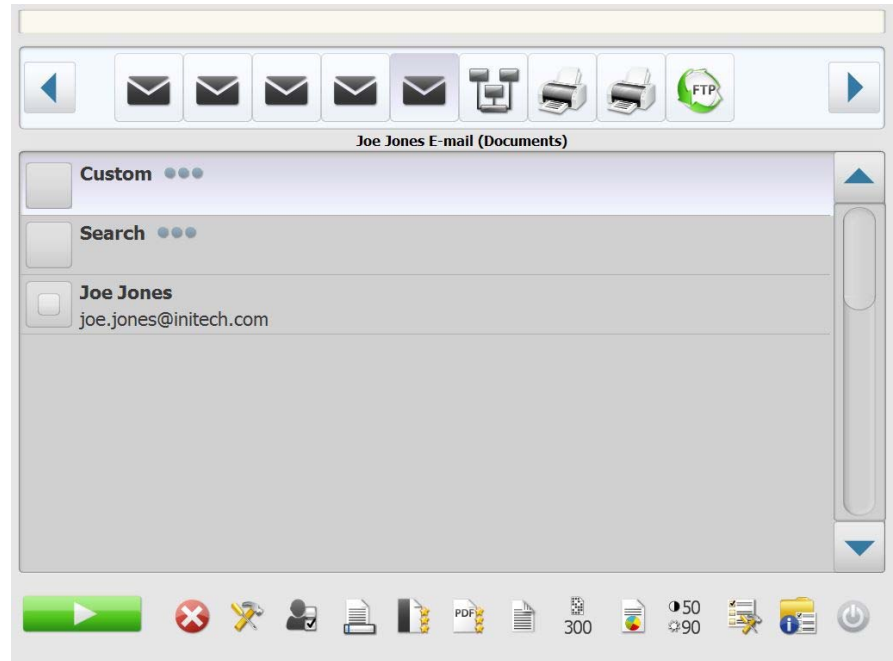 FTP
Joe Jones E-mail (Documents)
Custom
Search
Joe Jones
joe.jones@initech.com
PDF
300
50
90